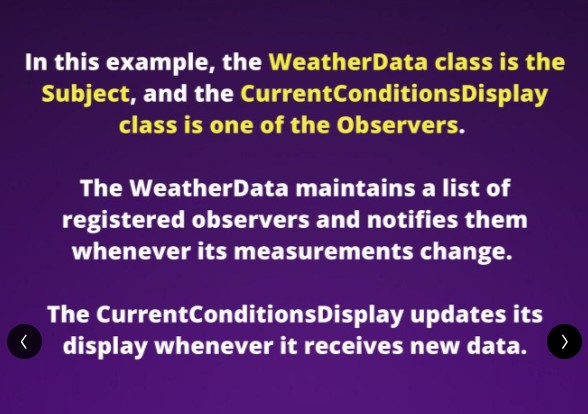 In this example, the WeatherData class is the
Subject, and the CurrentConditionsDisplay
class is one of the Observers.
The WeatherData maintains a list of
registered observers and notifies them
whenever its measurements change.
The CurrentConditionsDisplay updates its
display whenever it receives new data.